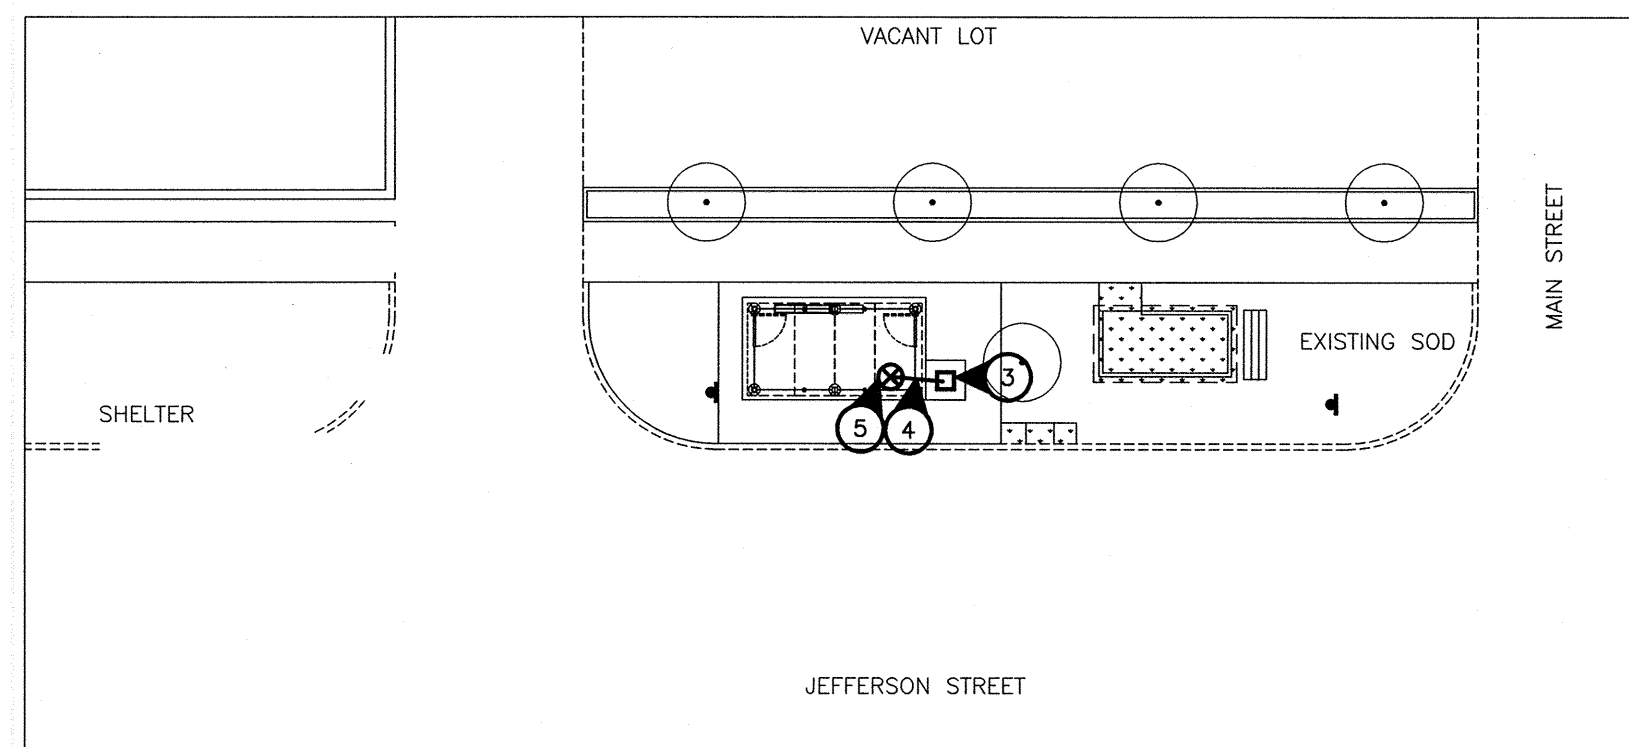 VACANT LOT
MAIN STREET
EXISTING SOD
3
SHELTER
5
4
JEFFERSON STREET